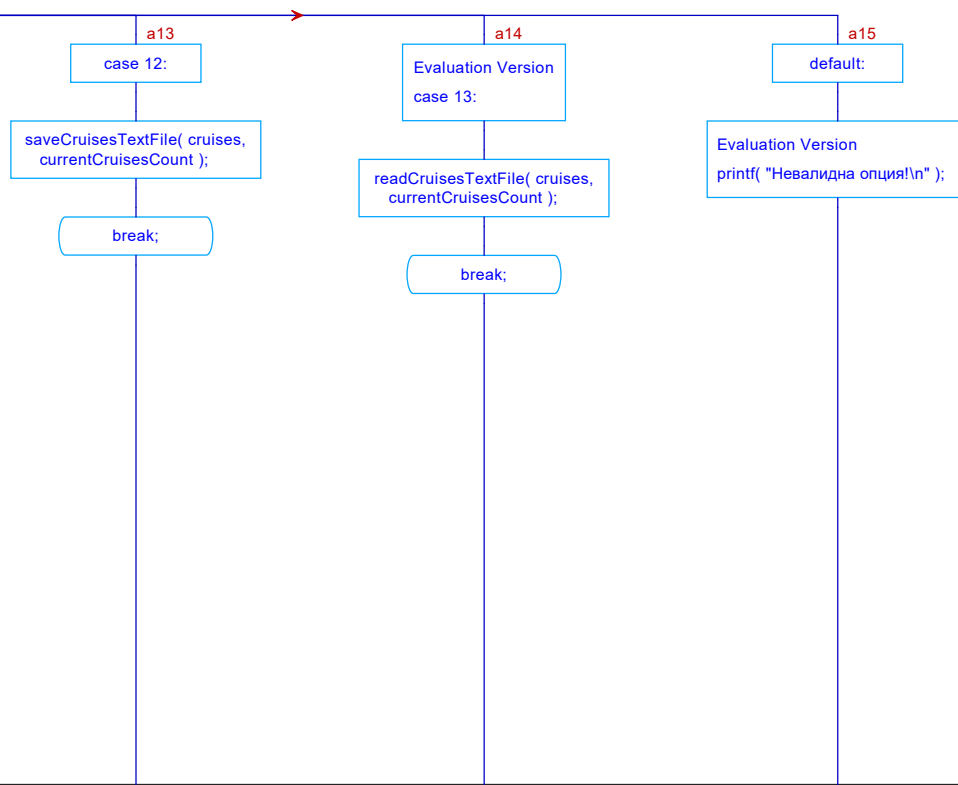 a13
case 12:
saveCruisesTextFile( cruises,
currentCruisesCount );
break;
a14
Evaluation Version
case 13:
readCruisesTextFile( cruises,
currentCruisesCount );
break;
a15
default:
Evaluation Version
printf( "Невалидна опция!\n" );